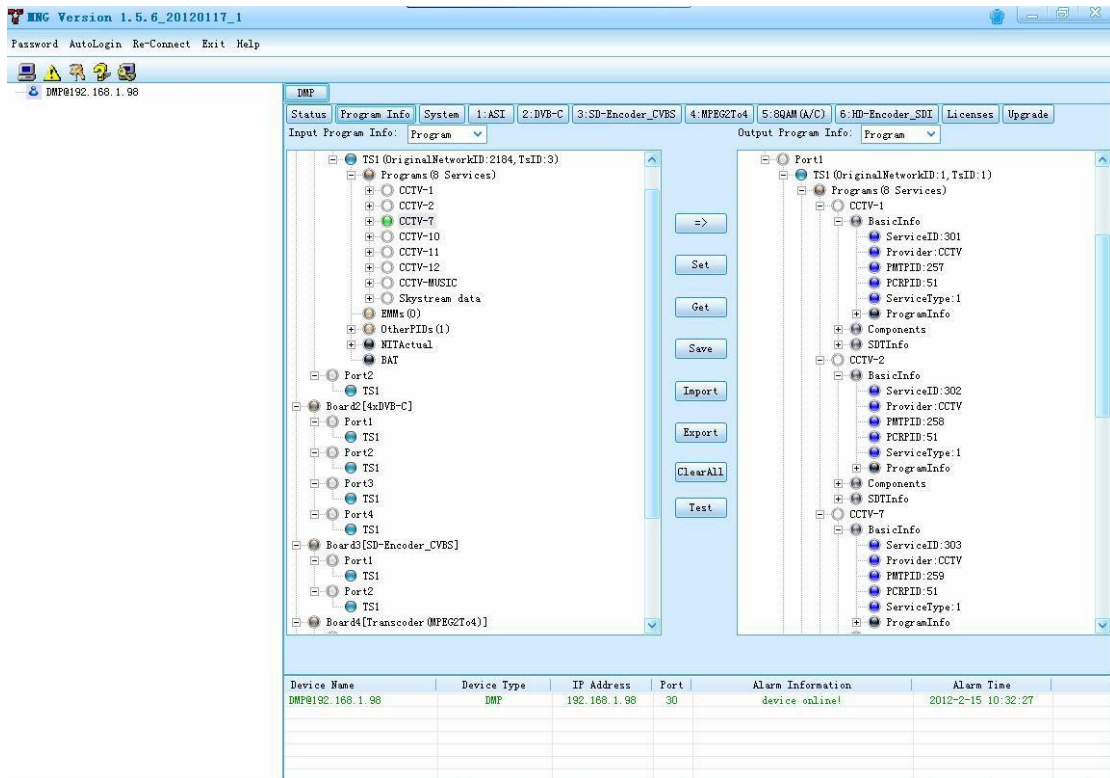 MNG Version 1.5.6_20120117_1
Password AutoLogin Re-Connect Exit Help
DMP@192.168.1.98
DMP
Status Program Info System 1:ASI 2:DVB-C 3:SD-Encoder_CVBS 4:MPEG2To4 5:8QAM(A/C) 6:HD-Encoder_SDI Licenses Upgrade
Input Program Info: Program
TS1(OriginalNetworkID:2184,TsID:3)
Programs(8 Services)
CCTV-1
CCTV-2
CCTV-7
CCTV-10
CCTV-11
CCTV-12
CCTV-MUSIC
Skystream data
EMMs(0)
OtherPIDs(1)
NITActual
BAT
Port2
TS1
Board2[4xDVB-C]
Port1
TS1
Port2
TS1
Port3
TS1
Port4
TS1
Board3[SD-Encoder_CVBS]
Port1
TS1
Port2
TS1
Board4[Transcoder(MPEG2To4)]
=>
Set
Get
Save
Import
Export
ClearAll
Test
Output Program Info: Program
Port1
TS1(OriginalNetworkID:1,TsID:1)
Programs(8 Services)
CCTV-1
BasicInfo
ServiceID:301
Provider:CCTV
PMTPID:257
PCRPID:51
ServiceType:1
ProgramInfo
Components
SDTInfo
CCTV-2
BasicInfo
ServiceID:302
Provider:CCTV
PMTPID:258
PCRPID:51
ServiceType:1
ProgramInfo
Components
SDTInfo
CCTV-7
BasicInfo
ServiceID:303
Provider:CCTV
PMTPID:259
PCRPID:51
ServiceType:1
ProgramInfo
Device Name Device Type IP Address Port Alarm Information Alarm Time
DMP@192.168.1.98 DMP 192.168.1.98 30 device online! 2012-2-15 10:32:27